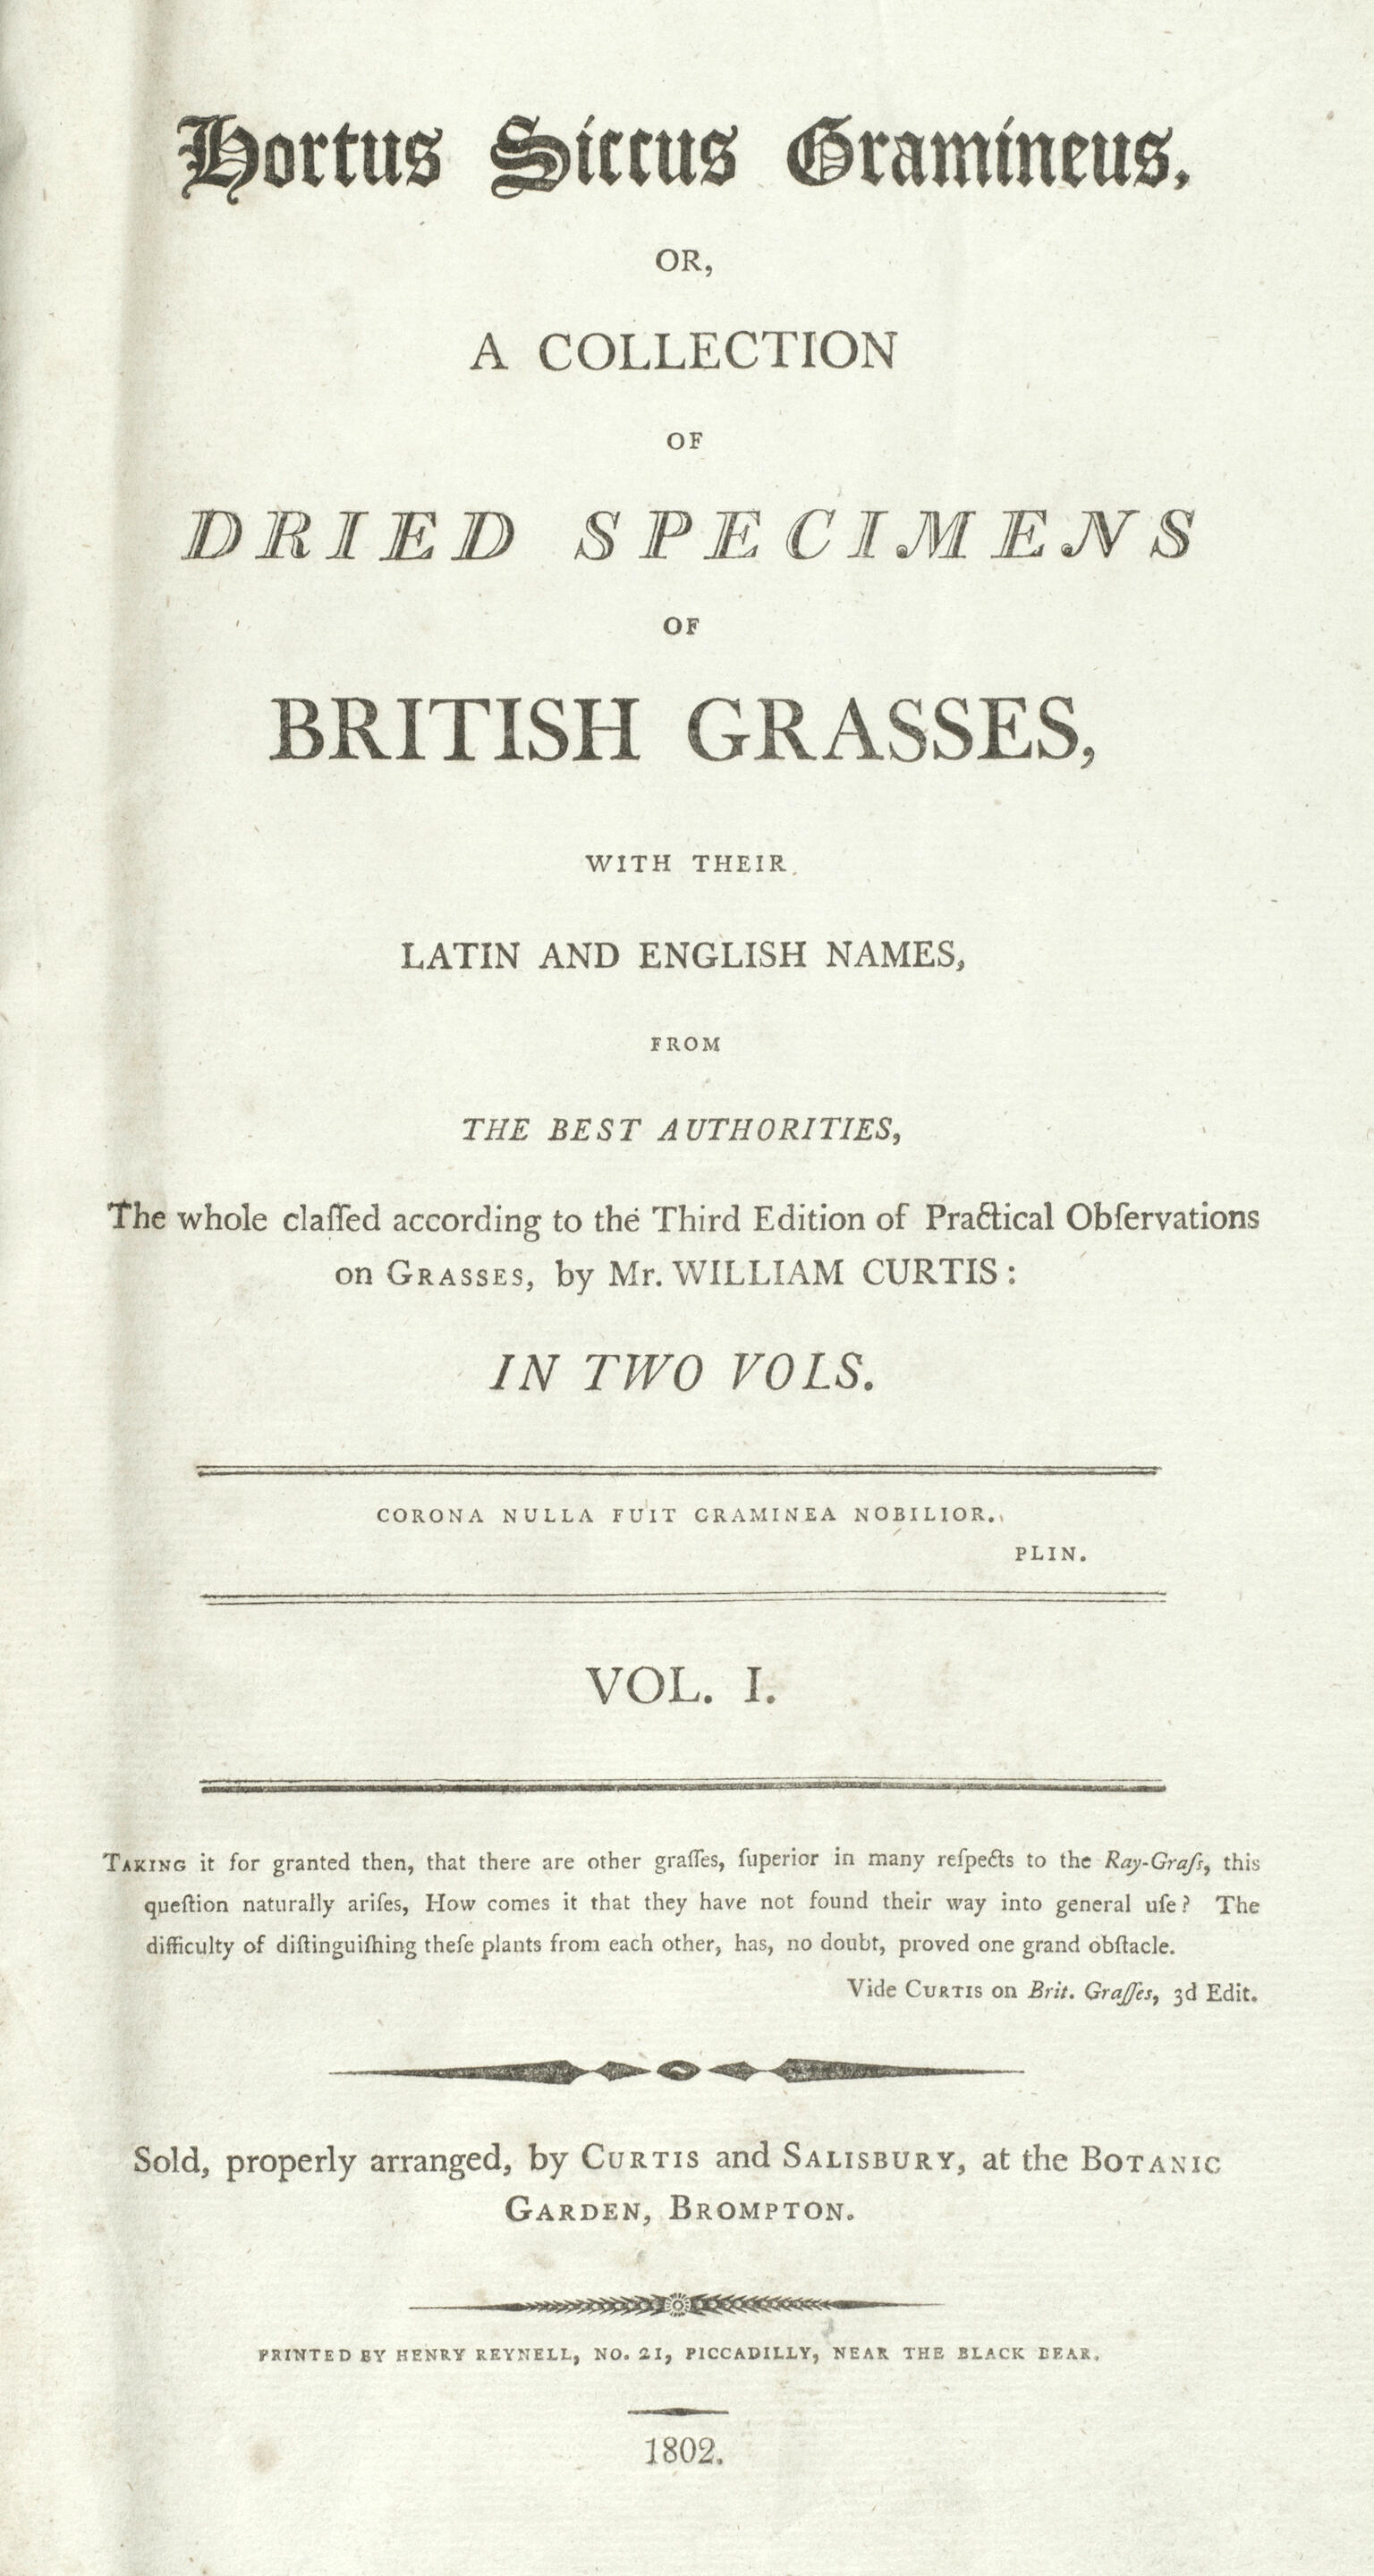 Hortus Siccus Gramineus,
OR,
A COLLECTION
OF
DRIED SPECIMENS
OF
BRITISH GRASSES,
WITH THEIR
LATIN AND ENGLISH NAMES,
FROM
THE BEST AUTHORITIES,
The whole claſſed according to the Third Edition of Practical Obſervations
on GRASSES, by Mr. WILLIAM CURTIS:
IN TWO VOLS.
CORONA NULLA FUIT GRAMINEA NOBILIOR.
PLIN.
VOL. I.
TAKING it for granted then, that there are other graſſes, ſuperior in many reſpects to the Ray-Graſs, this
queſtion naturally ariſes, How comes it that they have not found their way into general uſe? The
difficulty of diſtinguiſhing theſe plants from each other, has, no doubt, proved one grand obſtacle.
Vide CURTIS on Brit. Graſſes, 3d Edit.
Sold, properly arranged, by CURTIS and SALISBURY, at the BOTANIC
GARDEN, BROMPTON.
PRINTED BY HENRY REYNELL, NO. 21, PICCADILLY, NEAR THE BLACK BEAR.
1802.